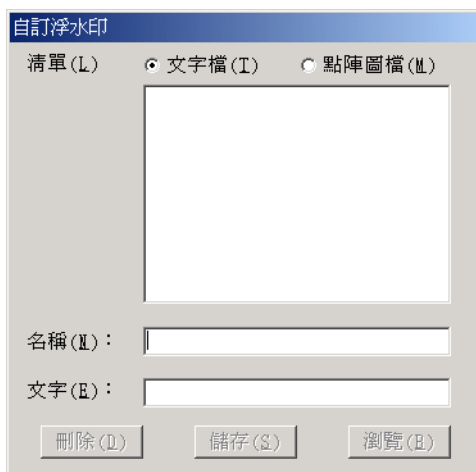 自訂浮水印
清單(L) 文字檔(T) 點陣圖檔(M)
名稱(N)：
文字(E)：
刪除(D) 儲存(S) 瀏覽(B)